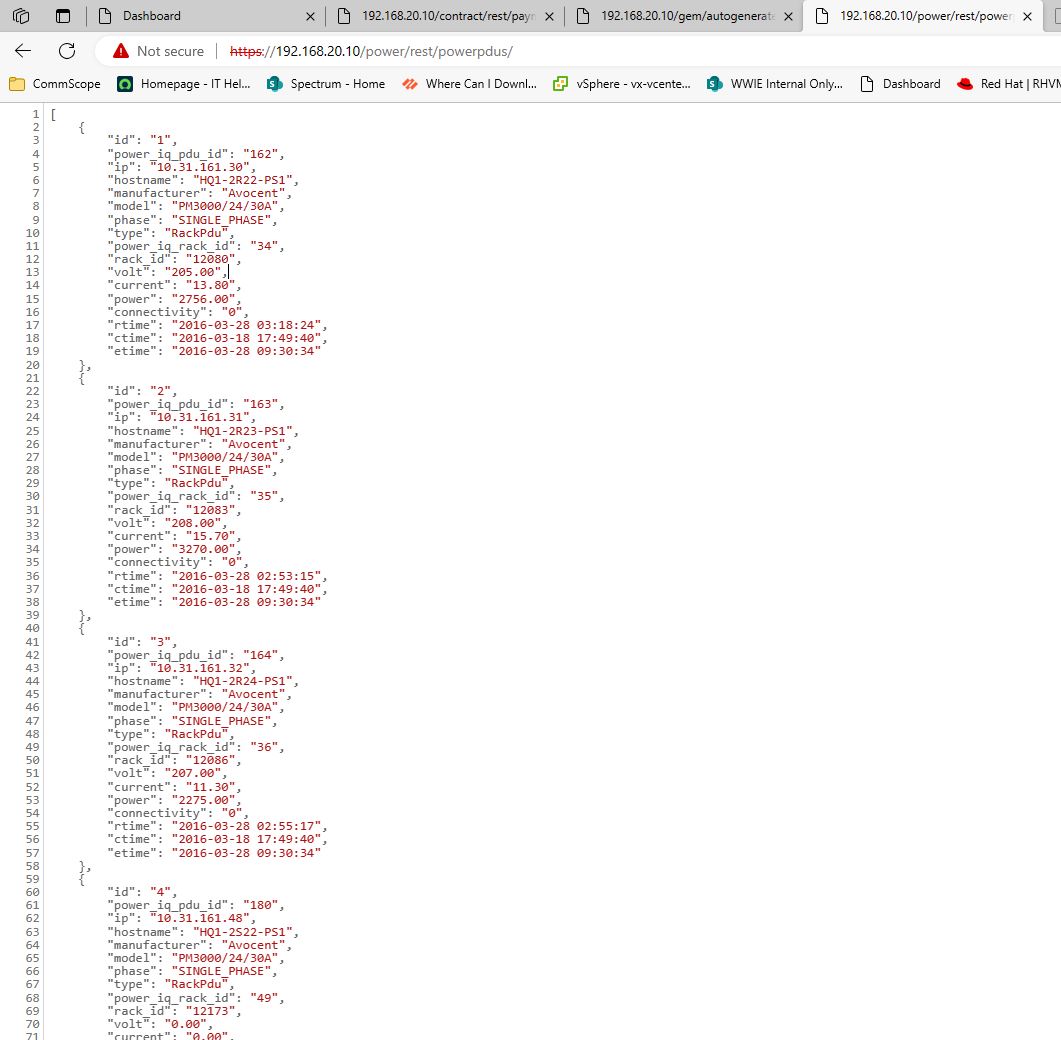 Dashboard
192.168.20.10/contract/rest/payn
192.168.20.10/gem/autogenerate
192.168.20.10/power/rest/power
Not secure
https://192.168.20.10/power/rest/powerpdus/
CommScope
Homepage - IT Hel...
Spectrum - Home
Where Can I Downl...
vSphere - vx-vcente...
WWIE Internal Only...
Dashboard
Red Hat | RHVM
1 [
2 {
3 "id": "1",
4 "power_iq_pdu_id": "162",
5 "ip": "10.31.161.30",
6 "hostname": "HQ1-2R22-PS1",
7 "manufacturer": "Avocent",
8 "model": "PM3000/24/30A",
9 "phase": "SINGLE_PHASE",
10 "type": "RackPdu",
11 "power_iq_rack_id": "34",
12 "rack_id": "12080",
13 "volt": "205.00",
14 "current": "13.80",
15 "power": "2756.00",
16 "connectivity": "0",
17 "rtime": "2016-03-28 03:18:24",
18 "ctime": "2016-03-18 17:49:40",
19 "etime": "2016-03-28 09:30:34"
20 },
21 {
22 "id": "2",
23 "power_iq_pdu_id": "163",
24 "ip": "10.31.161.31",
25 "hostname": "HQ1-2R23-PS1",
26 "manufacturer": "Avocent",
27 "model": "PM3000/24/30A",
28 "phase": "SINGLE_PHASE",
29 "type": "RackPdu",
30 "power_iq_rack_id": "35",
31 "rack_id": "12083",
32 "volt": "208.00",
33 "current": "15.70",
34 "power": "3270.00",
35 "connectivity": "0",
36 "rtime": "2016-03-28 02:53:15",
37 "ctime": "2016-03-18 17:49:40",
38 "etime": "2016-03-28 09:30:34"
39 },
40 {
41 "id": "3",
42 "power_iq_pdu_id": "164",
43 "ip": "10.31.161.32",
44 "hostname": "HQ1-2R24-PS1",
45 "manufacturer": "Avocent",
46 "model": "PM3000/24/30A",
47 "phase": "SINGLE_PHASE",
48 "type": "RackPdu",
49 "power_iq_rack_id": "36",
50 "rack_id": "12086",
51 "volt": "207.00",
52 "current": "11.30",
53 "power": "2275.00",
54 "connectivity": "0",
55 "rtime": "2016-03-28 02:55:17",
56 "ctime": "2016-03-18 17:49:40",
57 "etime": "2016-03-28 09:30:34"
58 },
59 {
60 "id": "4",
61 "power_iq_pdu_id": "180",
62 "ip": "10.31.161.48",
63 "hostname": "HQ1-2S22-PS1",
64 "manufacturer": "Avocent",
65 "model": "PM3000/24/30A",
66 "phase": "SINGLE_PHASE",
67 "type": "RackPdu",
68 "power_iq_rack_id": "49",
69 "rack_id": "12173",
70 "volt": "0.00",
71 "current": "0.00",